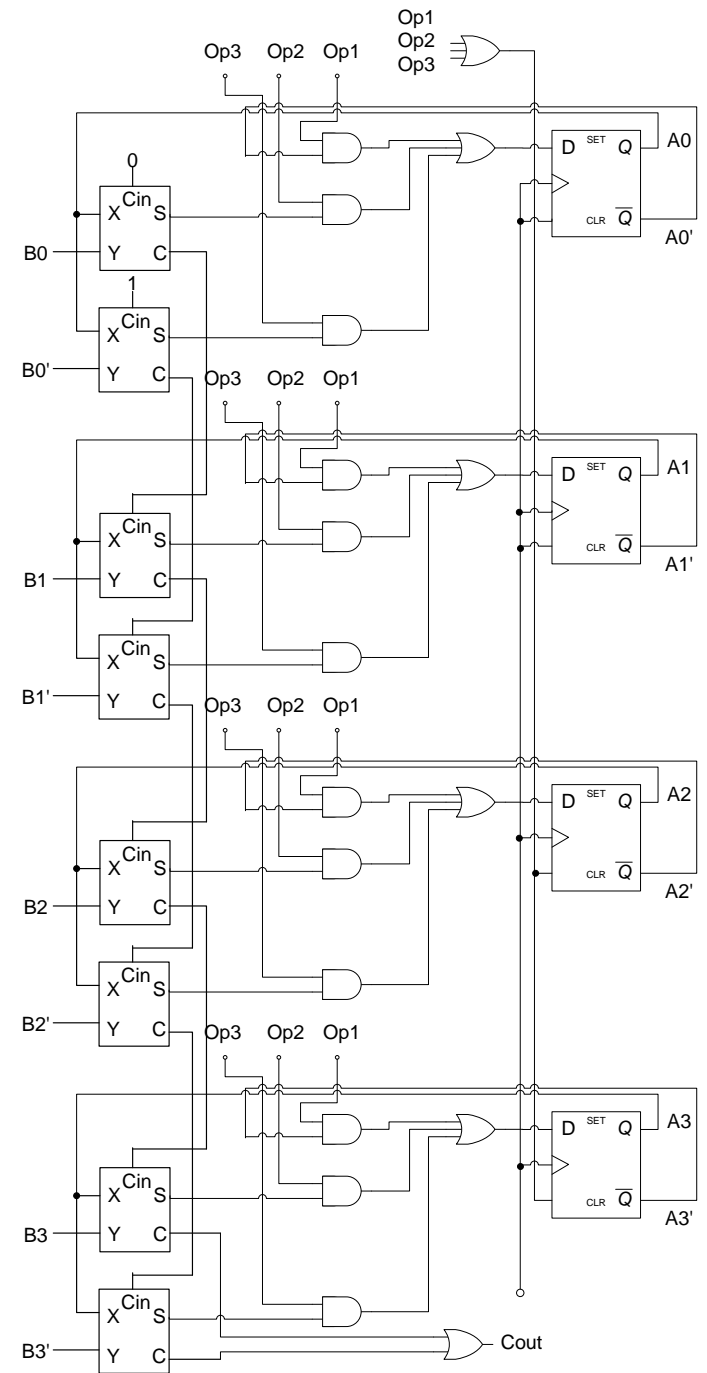 Op1
Op2
Op3
Op3 Op2 Op1
D SET Q A0
CLR Q A0'
0
Cin
X S
B0 Y C
1
Cin
X S
B0' Y C
Op3 Op2 Op1
D SET Q A1
CLR Q A1'
Cin
X S
B1 Y C
Cin
X S
B1' Y C
Op3 Op2 Op1
D SET Q A2
CLR Q A2'
Cin
X S
B2 Y C
Cin
X S
B2' Y C
Op3 Op2 Op1
D SET Q A3
CLR Q A3'
Cin
X S
B3 Y C
Cin
X S
B3' Y C
Cout